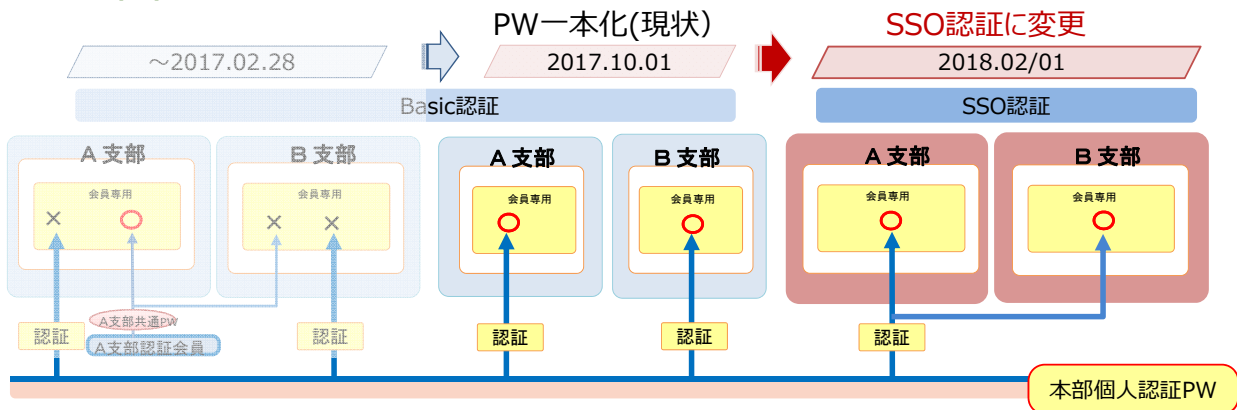 PW一本化(現状)
SSO認証に変更
～2017.02.28
2017.10.01
2018.02/01
Basic認証
SSO認証
A 支部
B 支部
A 支部
B 支部
A 支部
B 支部
会員専用
会員専用
会員専用
会員専用
会員専用
会員専用
×
×
×
A支部共通PW
認証
A支部認証会員
認証
認証
認証
認証
本部個人認証PW